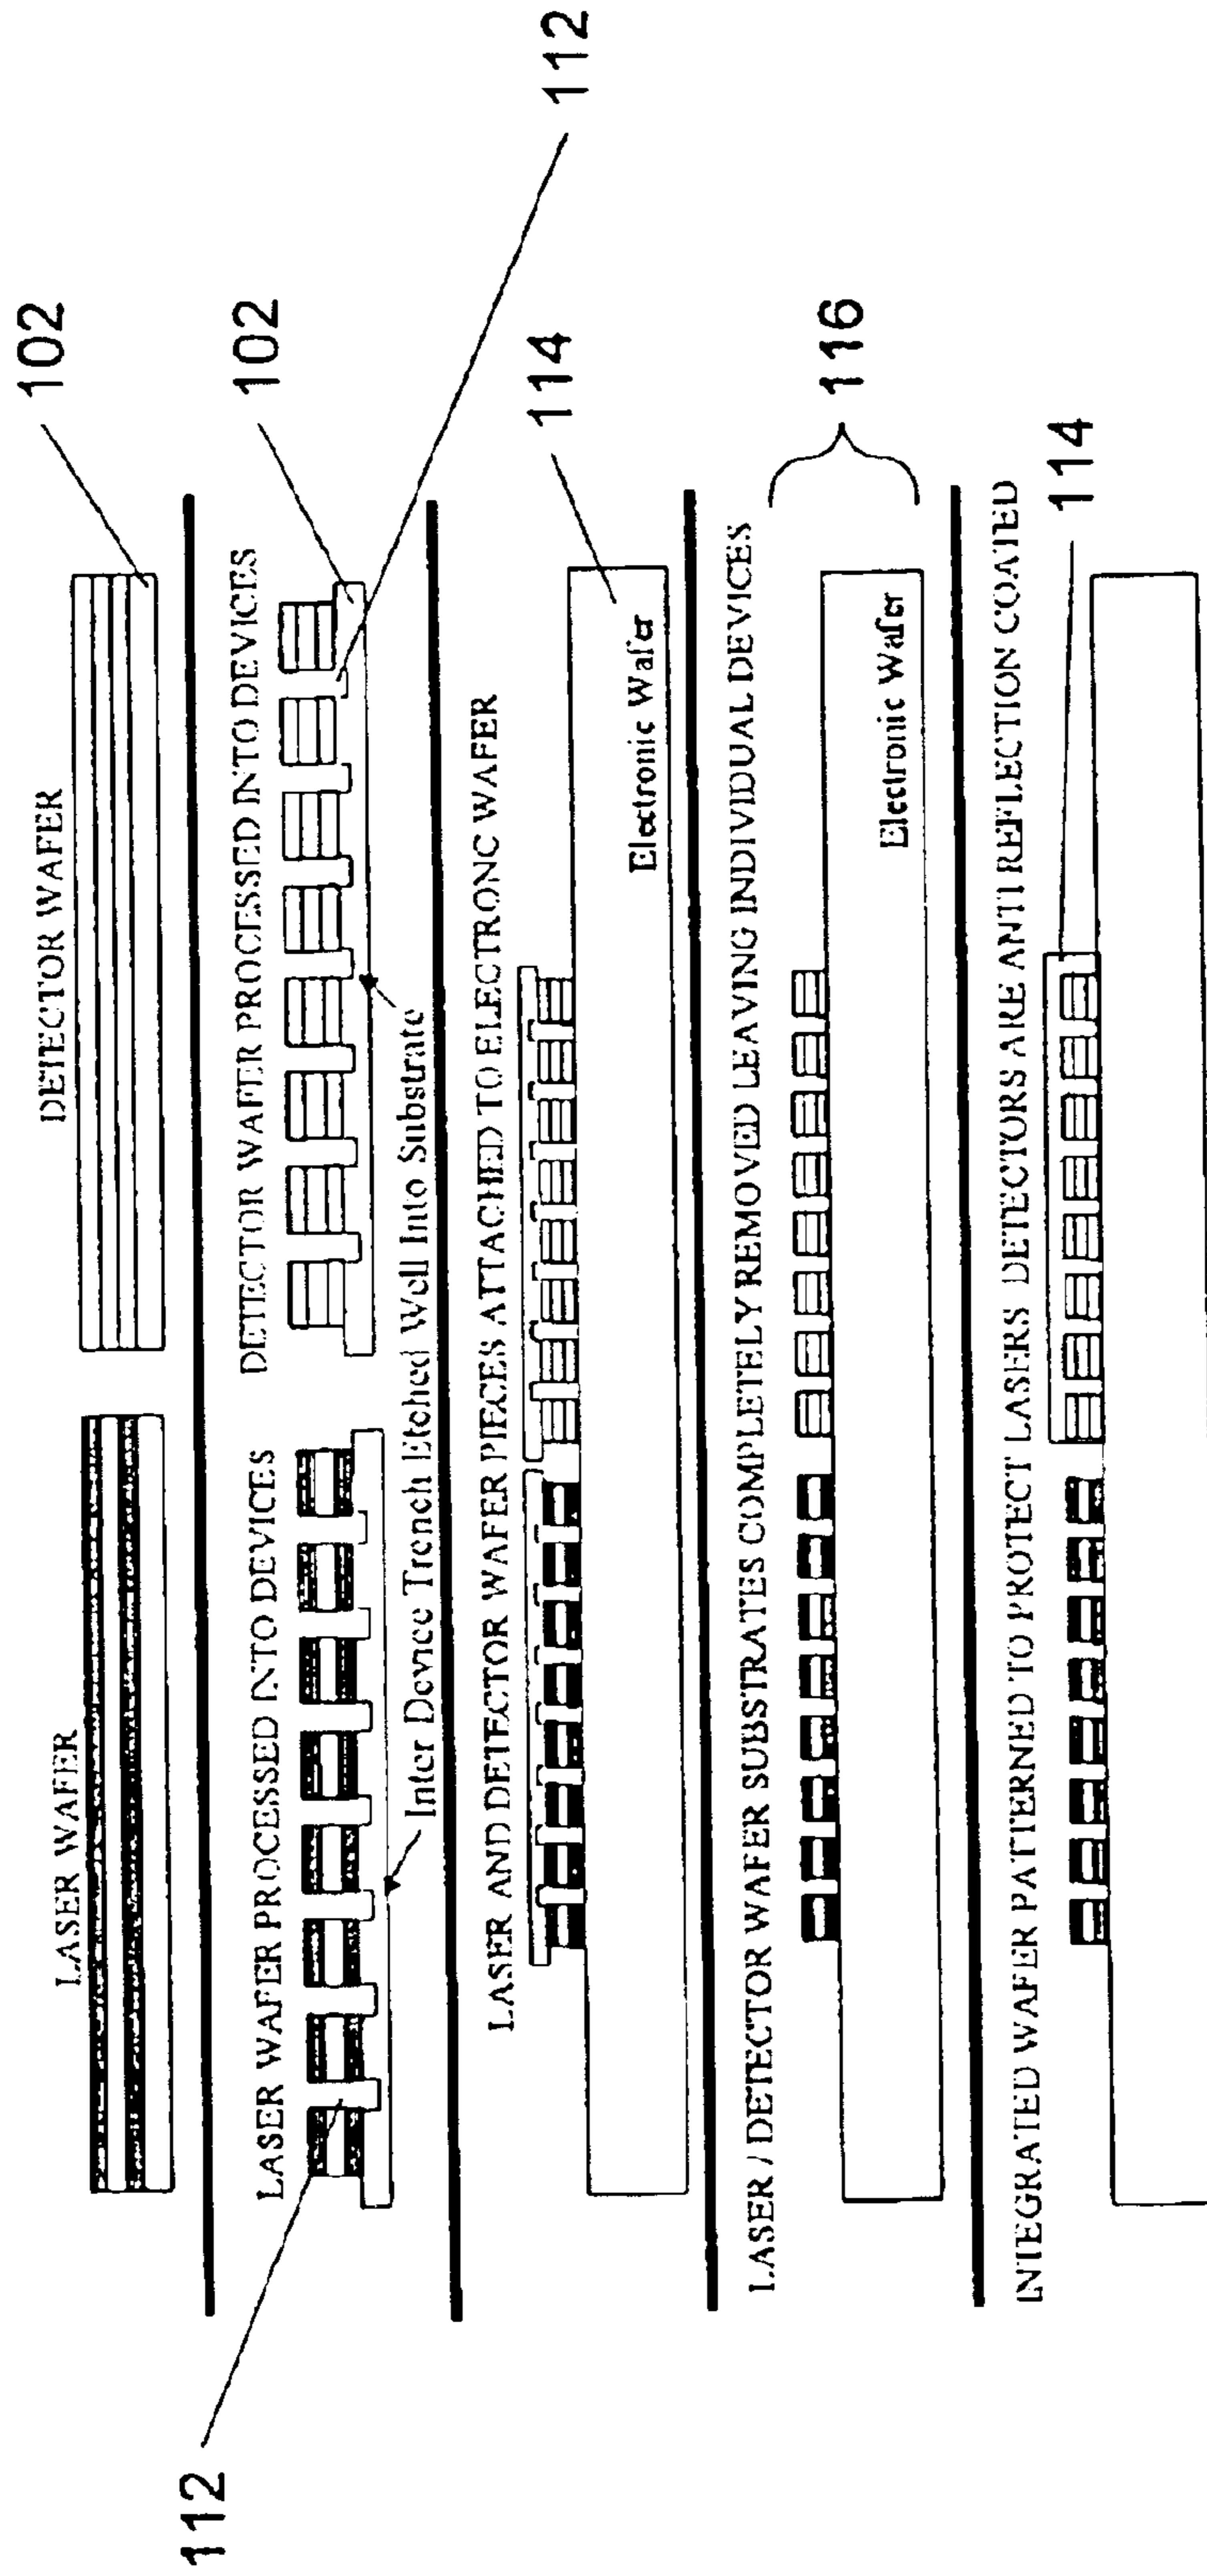 LASER WAFER
DETECTOR WAFER
102
LASER WAFER PROCESSED INTO DEVICES
DETECTOR WAFER PROCESSED INTO DEVICES
102
112
112
Inter Device Trench Etched Well Into Substrate
LASER AND DETECTOR WAFER PIECES ATTACHED TO ELECTRONC WAFER
114
Electronic Wafer
LASER / DETECTOR WAFER SUBSTRATES COMPLETELY REMOVED LEAVING INDIVIDUAL DEVICES
116
Electronic Wafer
INTEGRATED WAFER PATTERNED TO PROTECT LASERS DETECTORS ARE ANTI REFLECTION COATED
114